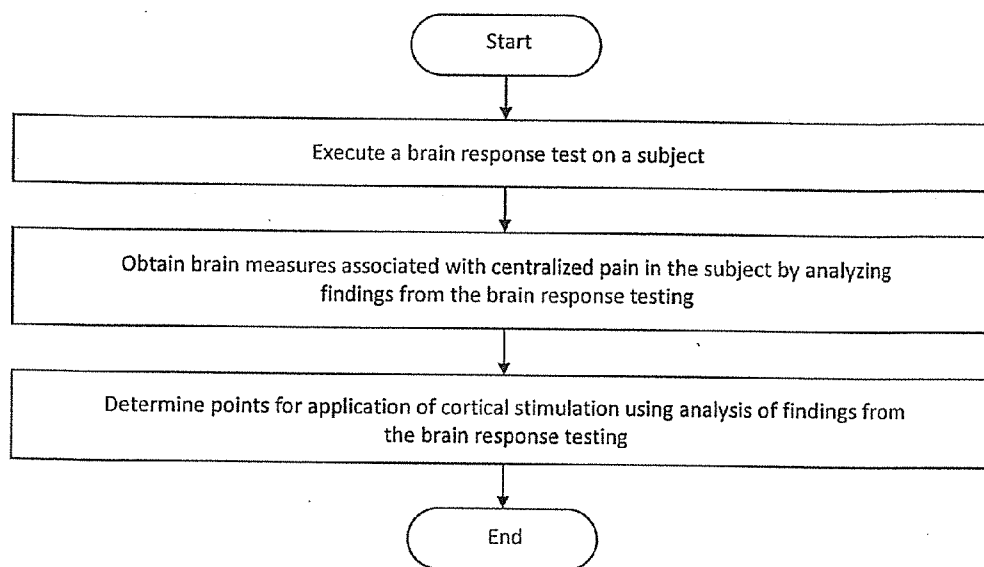 Start
Execute a brain response test on a subject
Obtain brain measures associated with centralized pain in the subject by analyzing
findings from the brain response testing
Determine points for application of cortical stimulation using analysis of findings from
the brain response testing
End